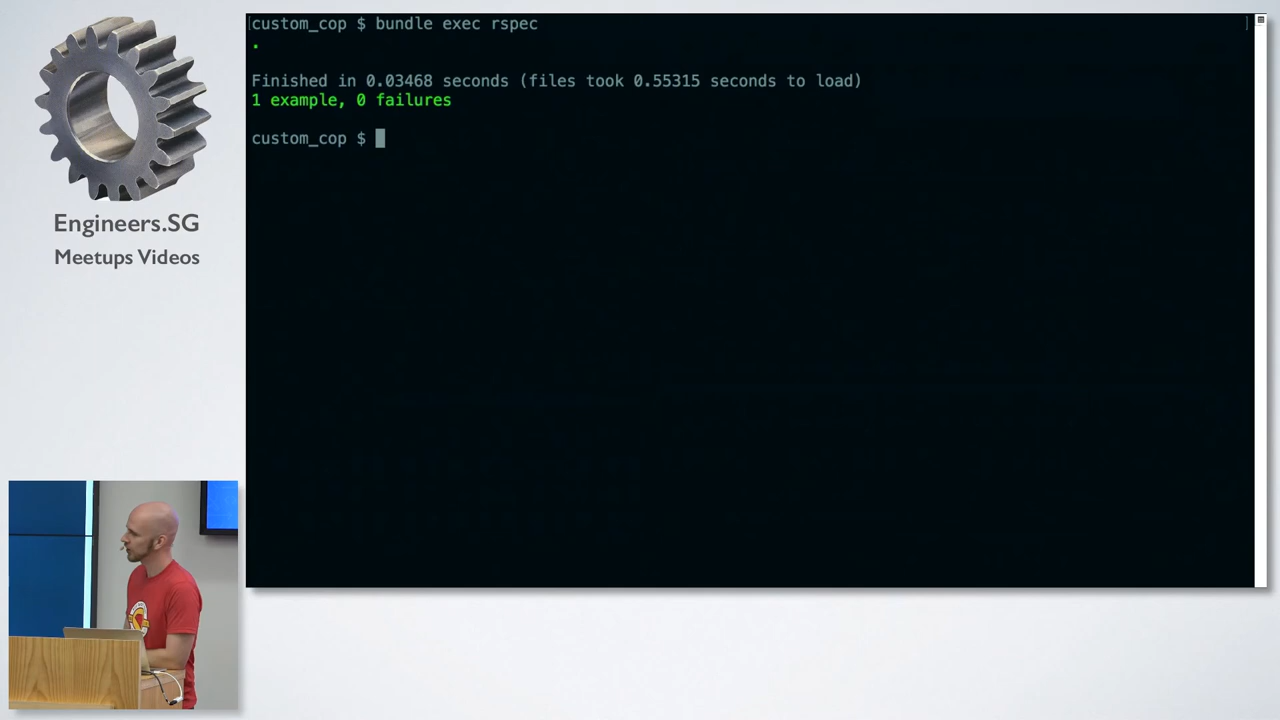 custom_cop $ bundle exec rspec
.
Finished in 0.03468 seconds (files took 0.55315 seconds to load)
1 example, 0 failures
custom_cop $
Engineers.SG
Meetups Videos